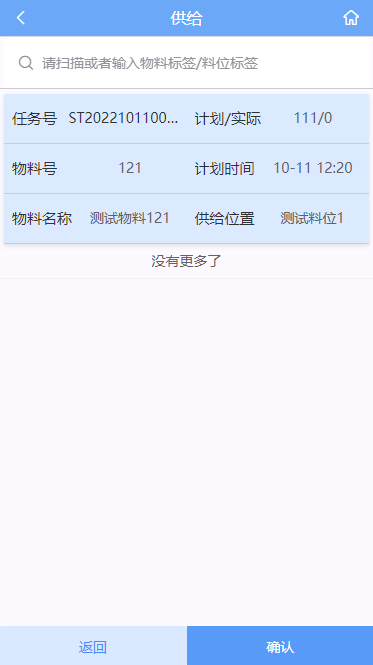 供给
请扫描或者输入物料标签/料位标签
任务号 ST2022101100... 计划/实际 111/0
物料号 121 计划时间 10-11 12:20
物料名称 测试物料121 供给位置 测试料位1
没有更多了
返回 确认